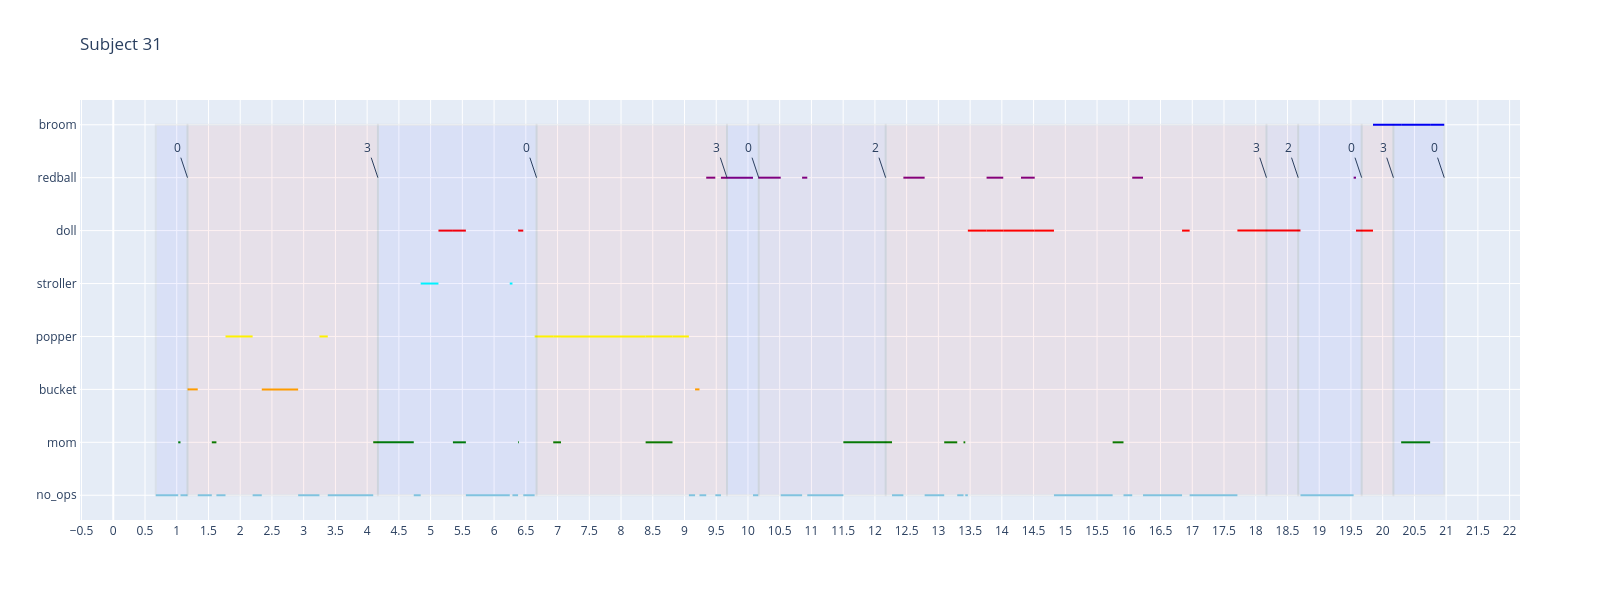 Subject 31
broom
0 3 0 3 0 2 3 2 0 3 0
redball
doll
stroller
popper
bucket
mom
no_ops
−0.5 0 0.5 1 1.5 2 2.5 3 3.5 4 4.5 5 5.5 6 6.5 7 7.5 8 8.5 9 9.5 10 10.5 11 11.5 12 12.5 13 13.5 14 14.5 15 15.5 16 16.5 17 17.5 18 18.5 19 19.5 20 20.5 21 21.5 22